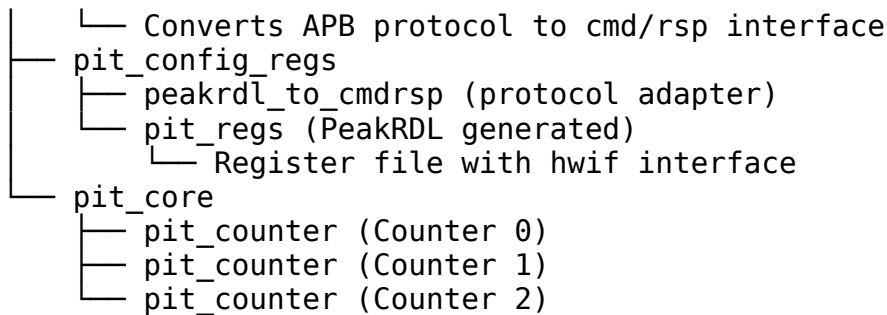 │   └── Converts APB protocol to cmd/rsp interface
├── pit_config_regs
│   ├── peakrdl_to_cmdrsp (protocol adapter)
│   └── pit_regs (PeakRDL generated)
│       └── Register file with hwif interface
└── pit_core
    ├── pit_counter (Counter 0)
    ├── pit_counter (Counter 1)
    └── pit_counter (Counter 2)